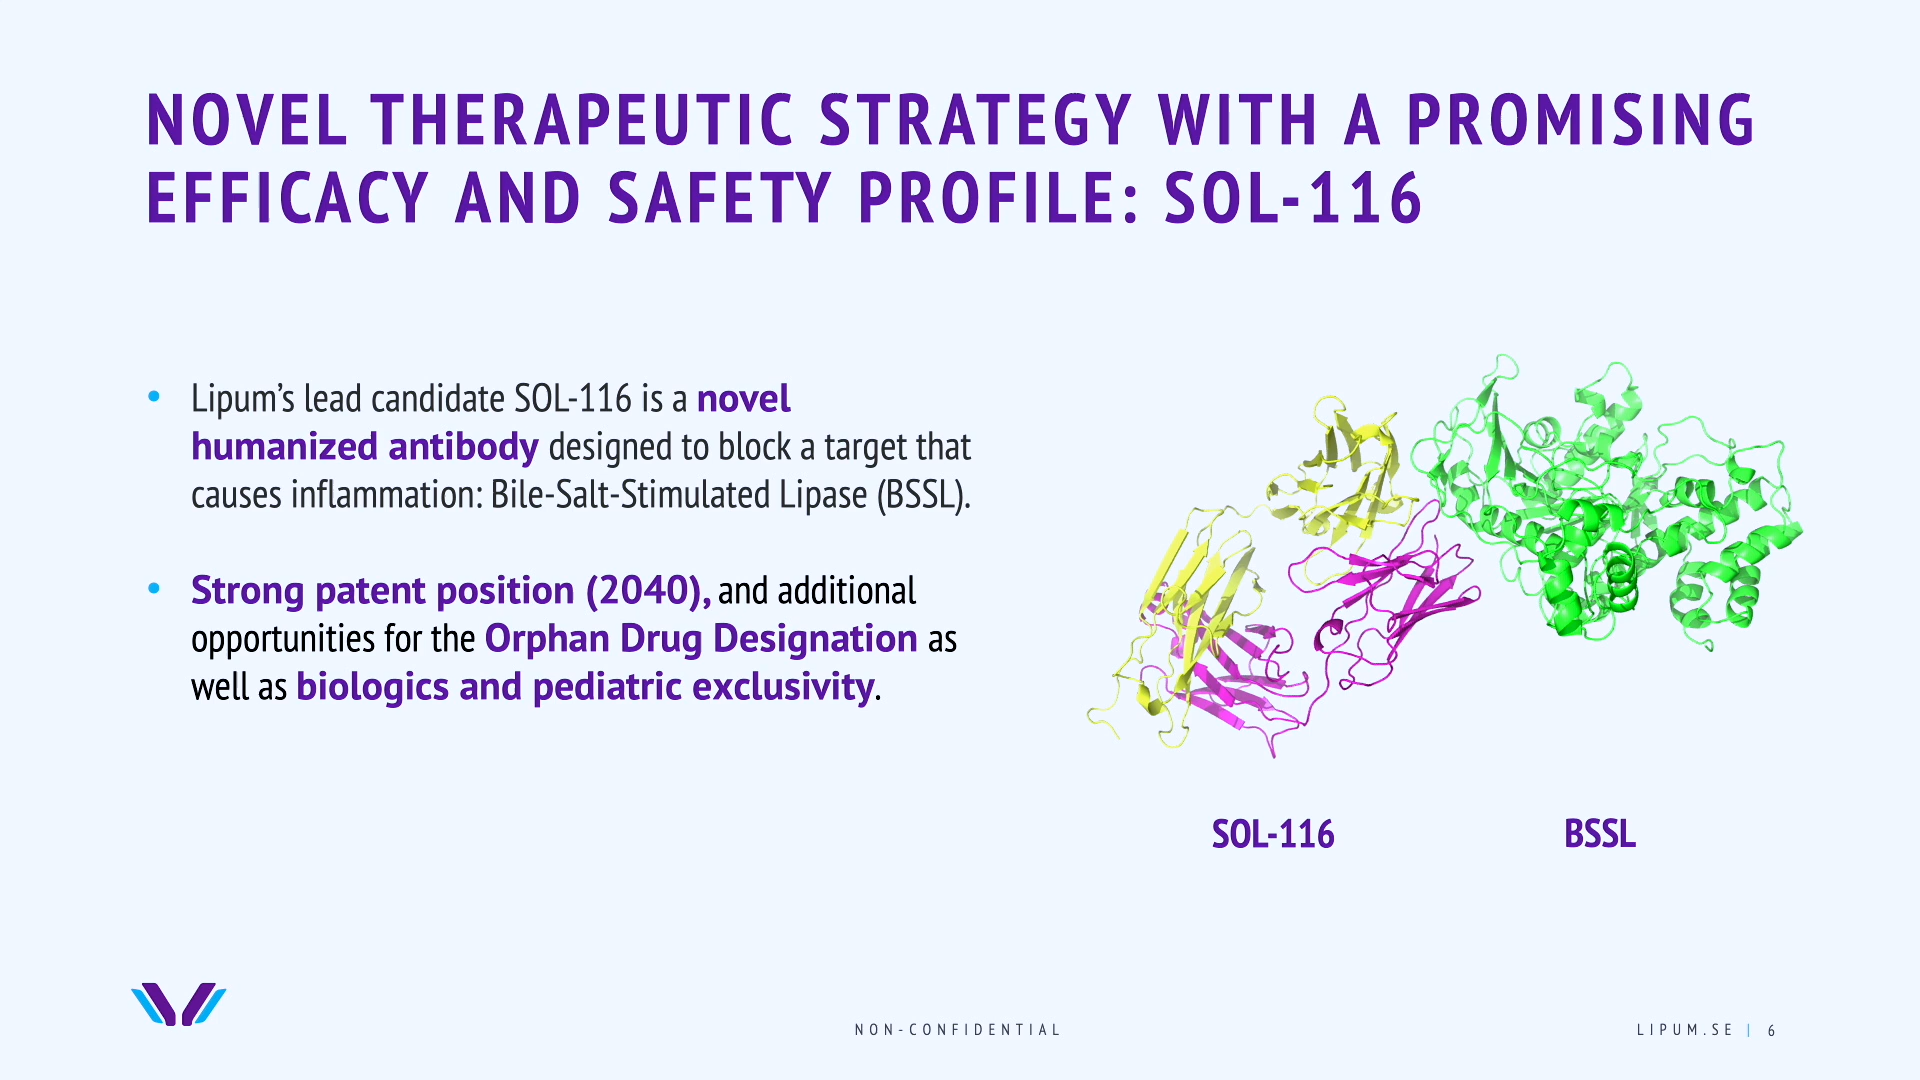 NOVEL THERAPEUTIC STRATEGY WITH A PROMISING
EFFICACY AND SAFETY PROFILE: SOL-116
• Lipum’s lead candidate SOL-116 is a novel
humanized antibody designed to block a target that
causes inflammation: Bile-Salt-Stimulated Lipase (BSSL).
• Strong patent position (2040), and additional
opportunities for the Orphan Drug Designation as
well as biologics and pediatric exclusivity.
SOL-116
BSSL
NON-CONFIDENTIAL
LIPUM.SE | 6